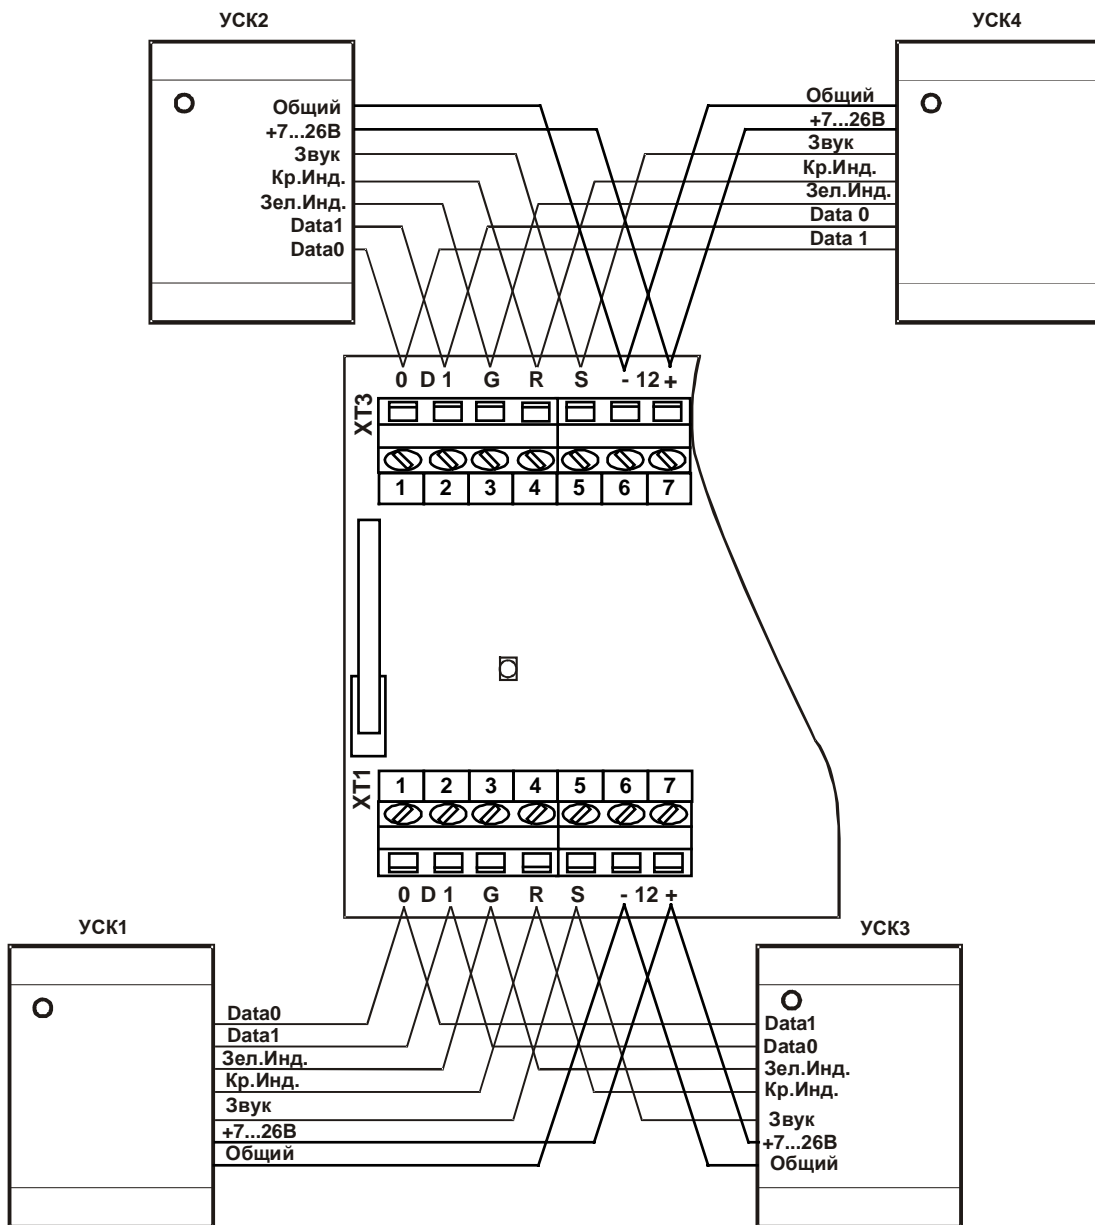 УСК2
УСК4
Общий
+7...26В
Звук
Кр.Инд.
Зел.Инд.
Data1
Data0
Общий
+7...26В
Звук
Кр.Инд.
Зел.Инд.
Data 0
Data 1
0 D 1 G R S - 12 +
XT3
1 2 3 4 5 6 7
XT1
1 2 3 4 5 6 7
0 D 1 G R S - 12 +
УСК1
УСК3
Data0
Data1
Зел.Инд.
Кр.Инд.
Звук
+7...26В
Общий
Data1
Data0
Зел.Инд.
Кр.Инд.
Звук
+7...26В
Общий